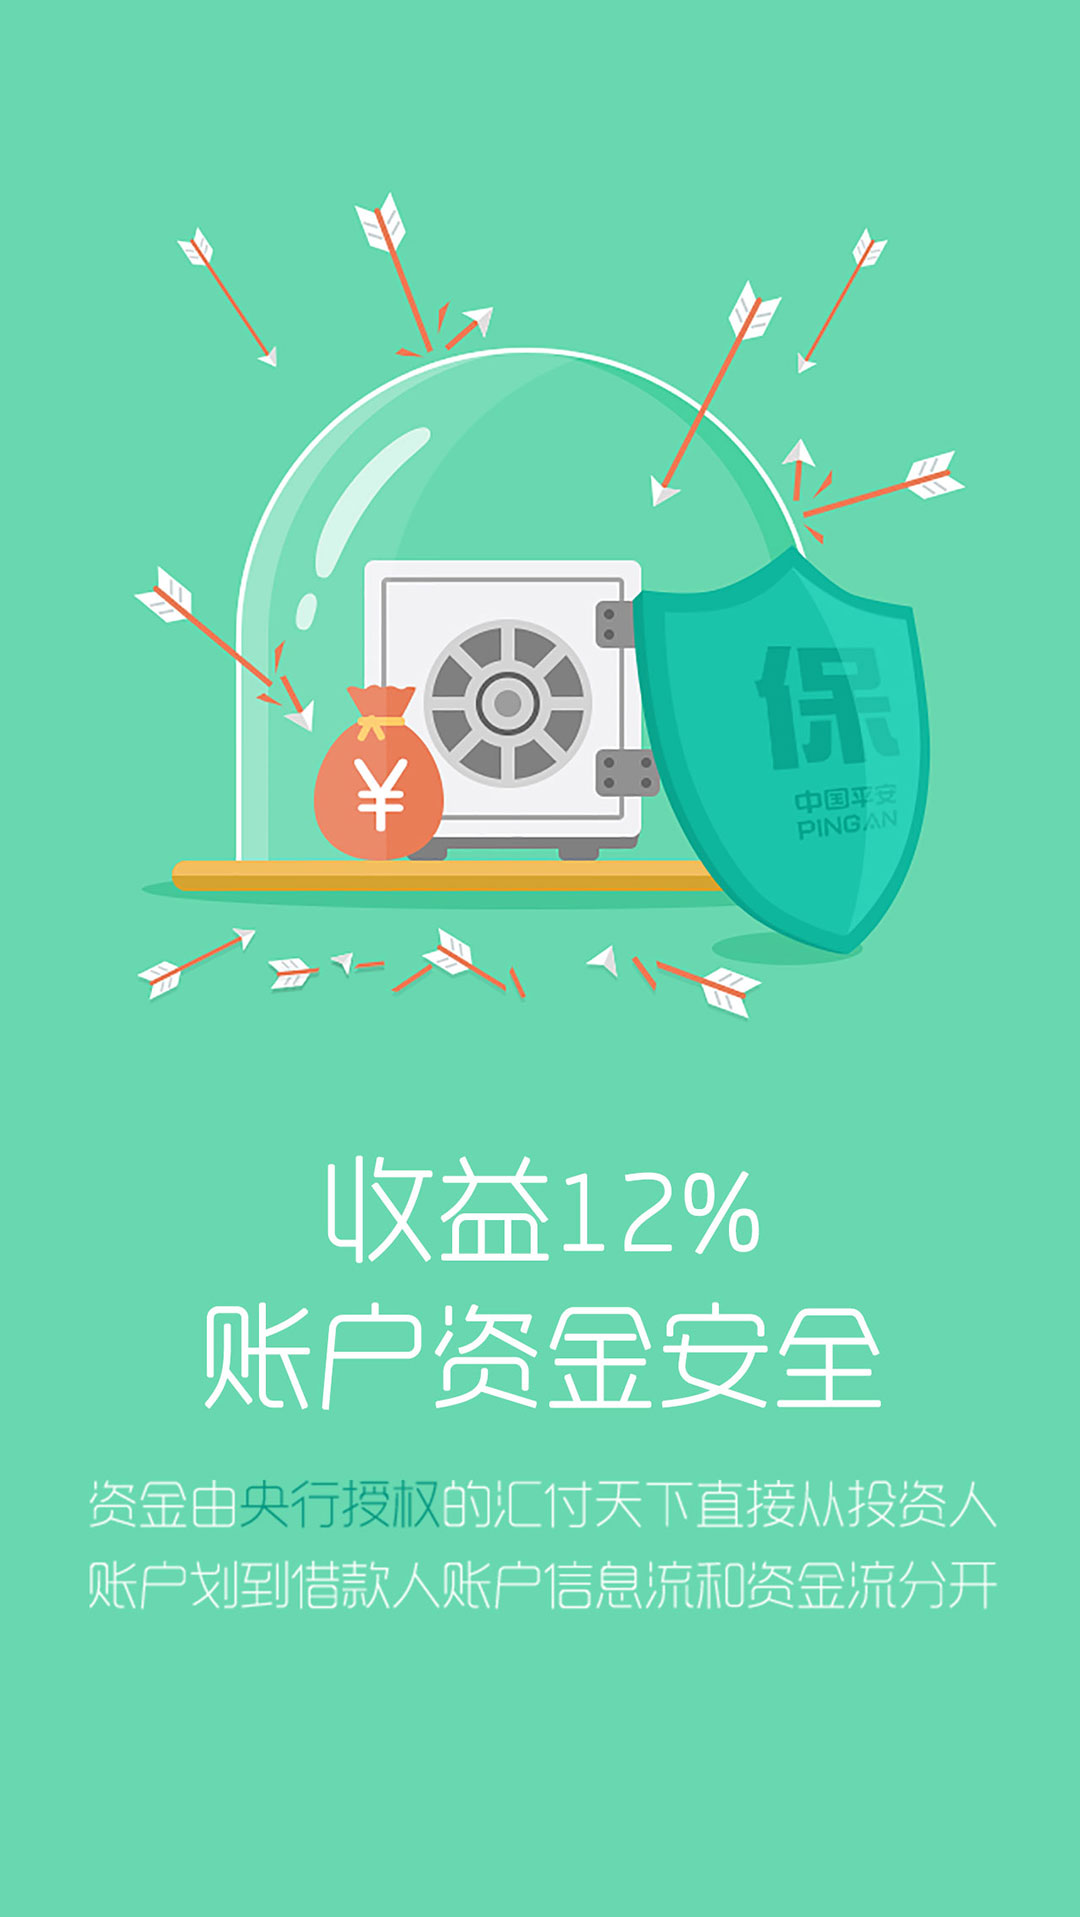 ¥
保
中国平安
PINGAN
收益12%
账户资金安全
资金由央行授权的汇付天下直接从投资人
账户划到借款人账户信息流和资金流分开